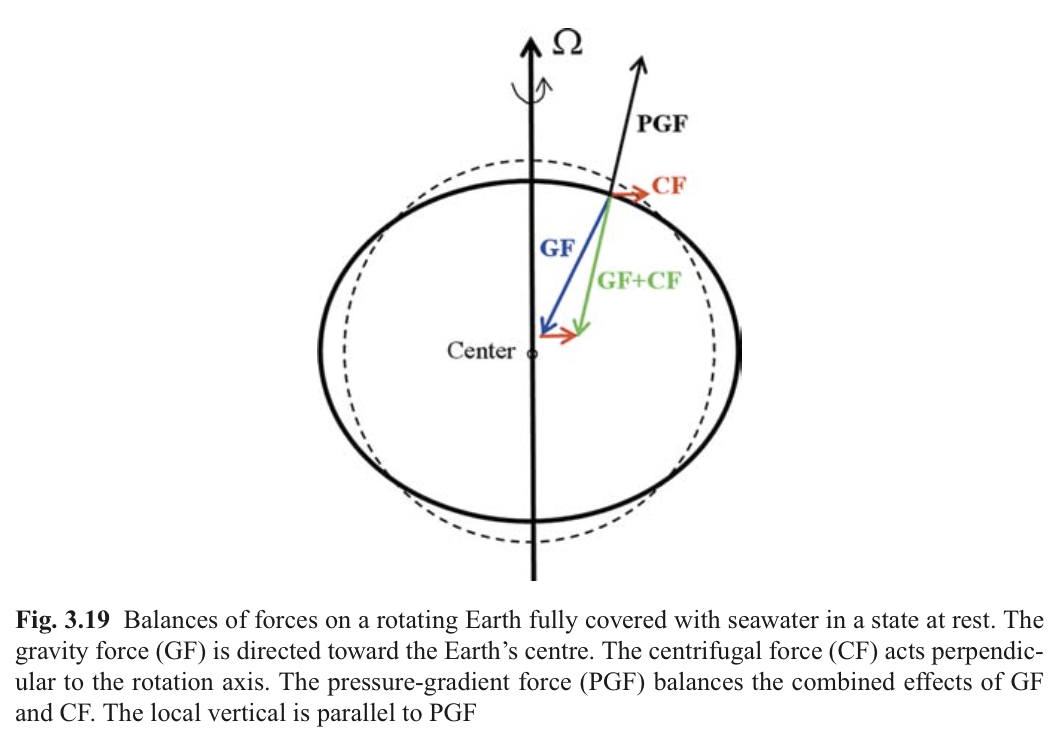 Ω
PGF
CF
GF
GF+CF
Center
Fig. 3.19 Balances of forces on a rotating Earth fully covered with seawater in a state at rest. The
gravity force (GF) is directed toward the Earth’s centre. The centrifugal force (CF) acts perpendic-
ular to the rotation axis. The pressure-gradient force (PGF) balances the combined effects of GF
and CF. The local vertical is parallel to PGF